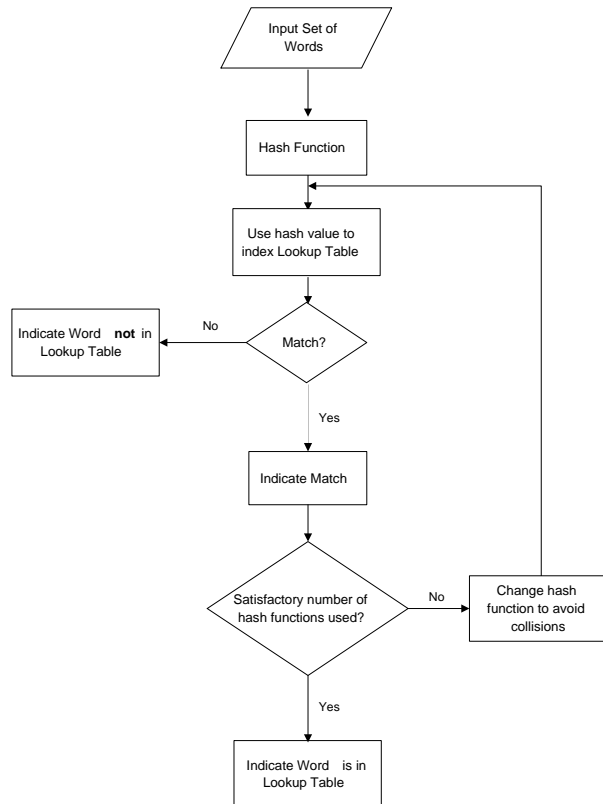 Input Set of
Words
Hash Function
Use hash value to
index Lookup Table
Match?
No
Indicate Word not in
Lookup Table
Yes
Indicate Match
Satisfactory number of
hash functions used?
No
Change hash
function to avoid
collisions
Yes
Indicate Word is in
Lookup Table